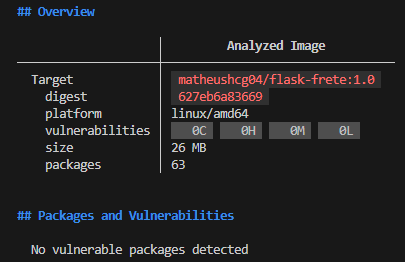 ## Overview
Analyzed Image
Target matheushcg04/flask-frete:1.0
digest 627eb6a83669
platform linux/amd64
vulnerabilities 0C 0H 0M 0L
size 26 MB
packages 63
## Packages and Vulnerabilities
No vulnerable packages detected